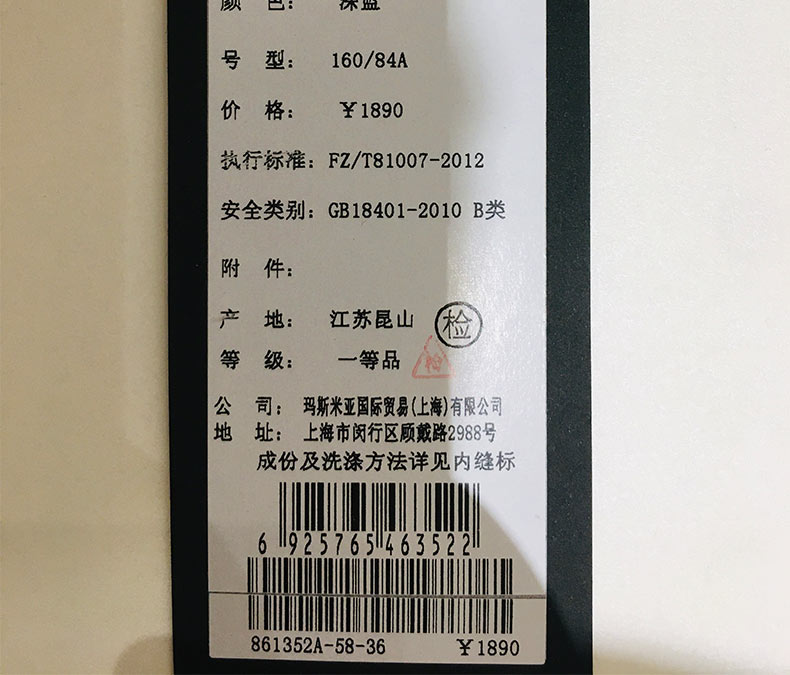 颜 色： 深蓝
号 型： 160/84A
价 格： ¥1890
执行标准：FZ/T81007-2012
安全类别：GB18401-2010 B类
附 件：
产 地： 江苏昆山
检
等 级： 一等品
检
公 司： 玛斯米亚国际贸易(上海)有限公司
地 址： 上海市闵行区顾戴路2988号
成份及洗涤方法详见内缝标
6 925765 463522
861352A-58-36 ¥1890